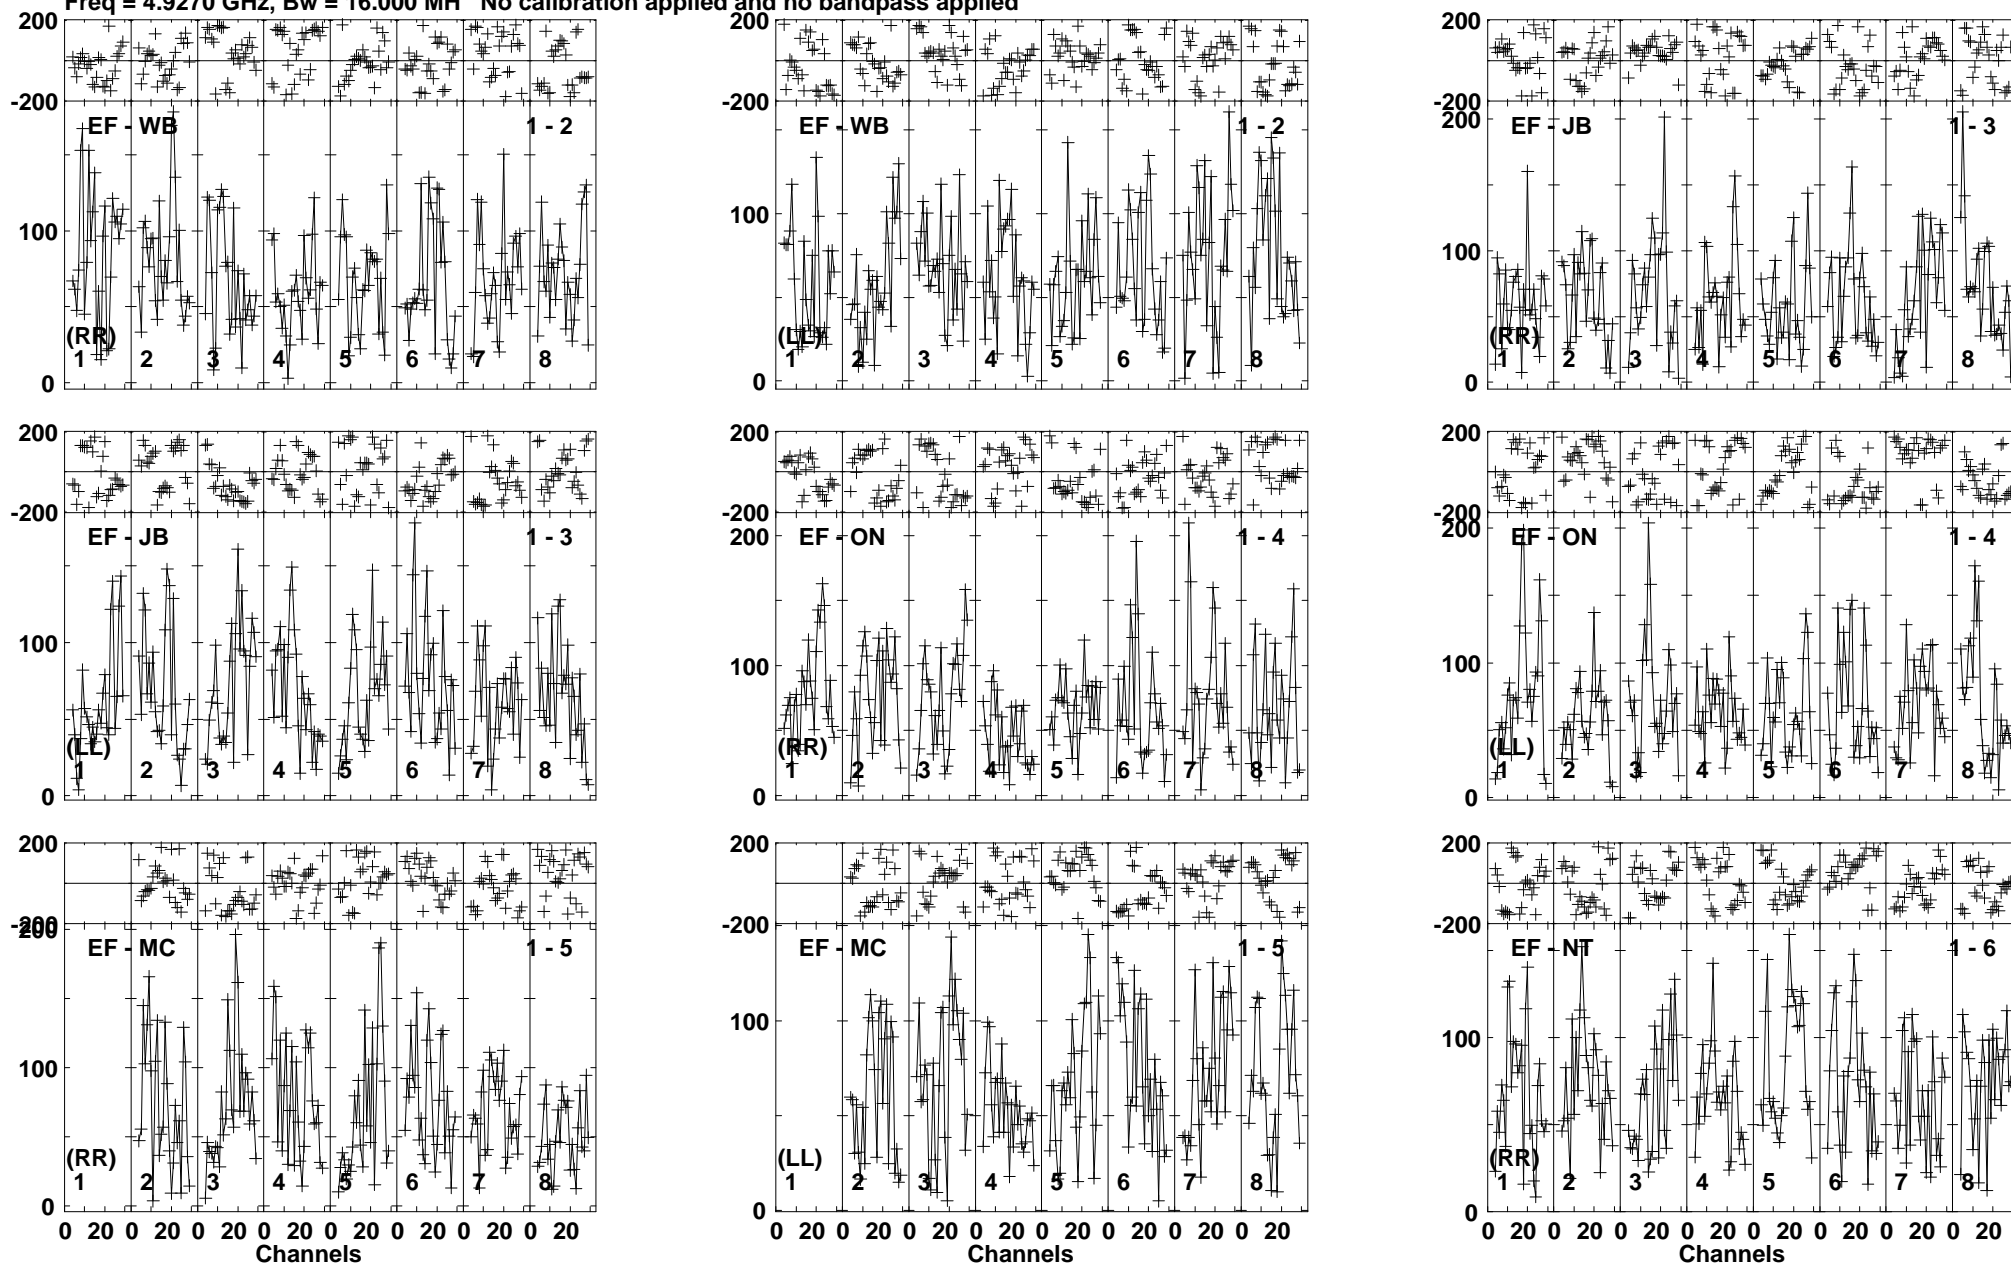 Freq = 4.9270 GHz, Bw = 16.000 MH No calibration applied and no bandpass applied
200 200 200
-200 -200 -200
EF - WB 1 - 2 EF - WB 1 - 2 200 EF - JB 1 - 3
100 100 100
(RR) (LL) (RR)
1 2 3 4 5 6 7 8 1 2 3 4 5 6 7 8 1 2 3 4 5 6 7 8
0 0 0
200 200 200
-200 -200 -200
EF - JB 1 - 3 200 EF - ON 1 - 4 200 EF - ON 1 - 4
100 100 100
(LL) (RR) (LL)
1 2 3 4 5 6 7 8 1 2 3 4 5 6 7 8 1 2 3 4 5 6 7 8
0 0 0
200 200 200
-200 -200 -200
200 EF - MC 1 - 5 EF - MC 1 - 5 EF - NT 1 - 6
100 100 100
(RR) (LL) (RR)
1 2 3 4 5 6 7 8 1 2 3 4 5 6 7 8 1 2 3 4 5 6 7 8
0 0 0
0 20 0 20 0 20 0 20 0 20 0 20 0 20 0 20 0 20 0 20 0 20 0 20 0 20 0 20 0 20 0 20 0 20 0 20 0 20 0 20 0 20 0 20 0 20 0 20
Channels Channels Channels